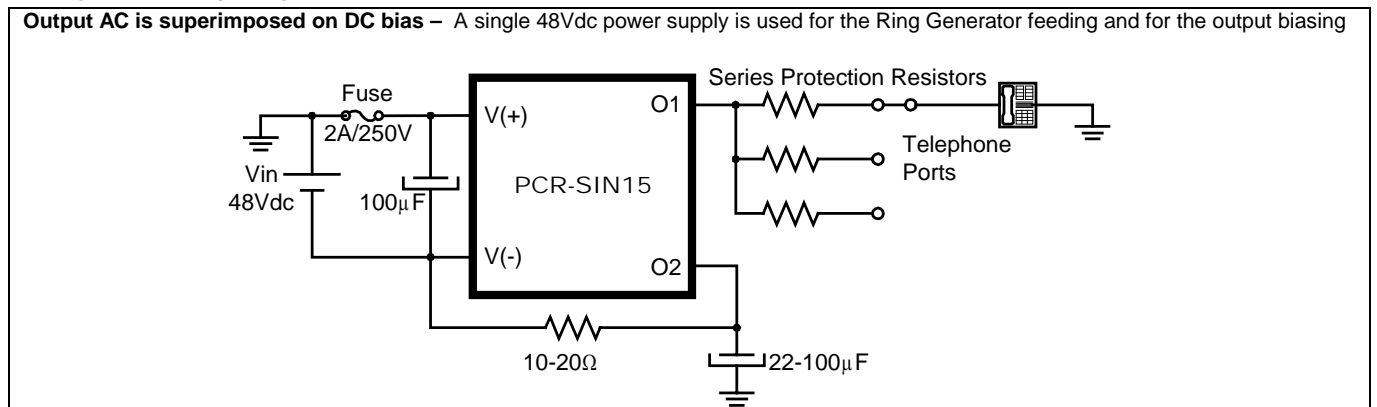 Output AC is superimposed on DC bias – A single 48Vdc power supply is used for the Ring Generator feeding and for the output biasing
Series Protection Resistors
Fuse
2A/250V
V(+)
O1
Telephone
Ports
Vin
48Vdc
100μF
PCR-SIN15
V(-)
O2
10-20Ω
22-100μF